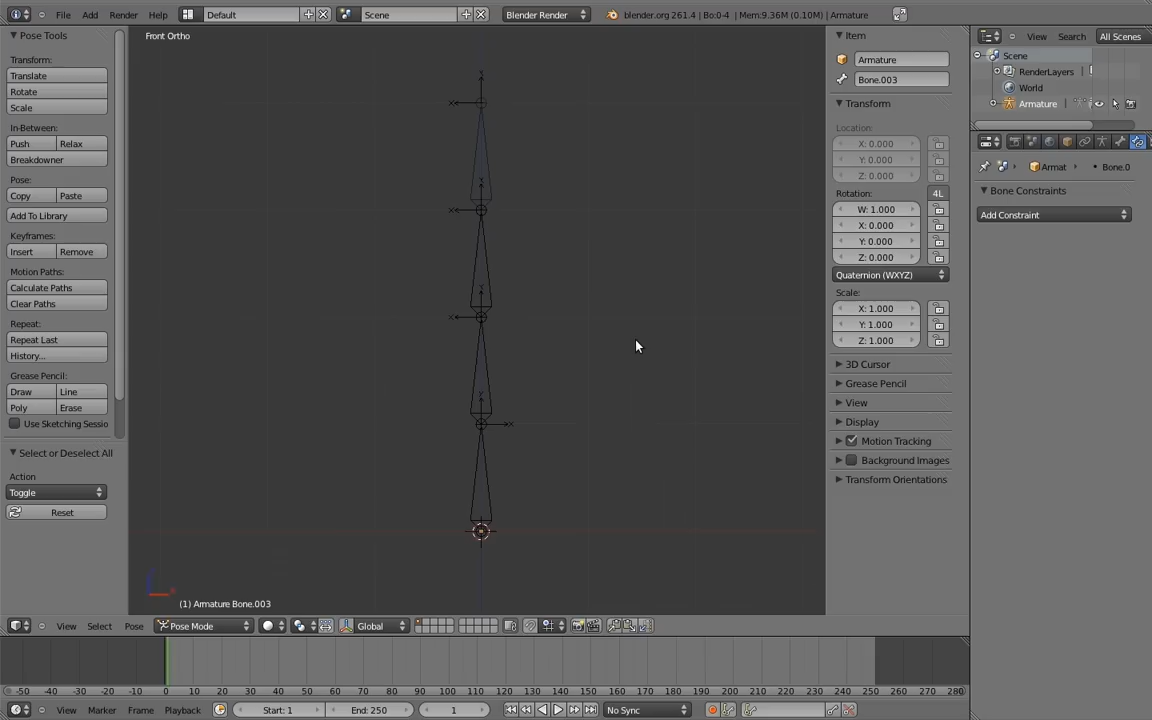 File Add Render Help Default Scene Blender Render blender.org 261.4 | Bo:0-4 | Mem:9.36M (0.10M) | Armature
Pose Tools
Transform:
Translate
Rotate
Scale
In-Between:
Push Relax
Breakdowner
Pose:
Copy Paste
Add To Library
Keyframes:
Insert Remove
Motion Paths:
Calculate Paths
Clear Paths
Repeat:
Repeat Last
History...
Grease Pencil:
Draw Line
Poly Erase
Use Sketching Sessio
Select or Deselect All
Action
Toggle
Reset
Front Ortho
(1) Armature Bone.003
Item
Armature
Bone.003
Transform
Location:
X: 0.000
Y: 0.000
Z: 0.000
Rotation: 4L
W: 1.000
X: 0.000
Y: 0.000
Z: 0.000
Quaternion (WXYZ)
Scale:
X: 1.000
Y: 1.000
Z: 1.000
3D Cursor
Grease Pencil
View
Display
Motion Tracking
Background Images
Transform Orientations
View Search All Scenes
Scene
RenderLayers
World
Armature
Armat Bone.0
Bone Constraints
Add Constraint
View Select Pose Pose Mode Global
-50 -40 -30 -20 -10 0 10 20 30 40 50 60 70 80 90 100 110 120 130 140 150 160 170 180 190 200 210 220 230 240 250 260 270 280
View Marker Frame Playback Start: 1 End: 250 1 No Sync